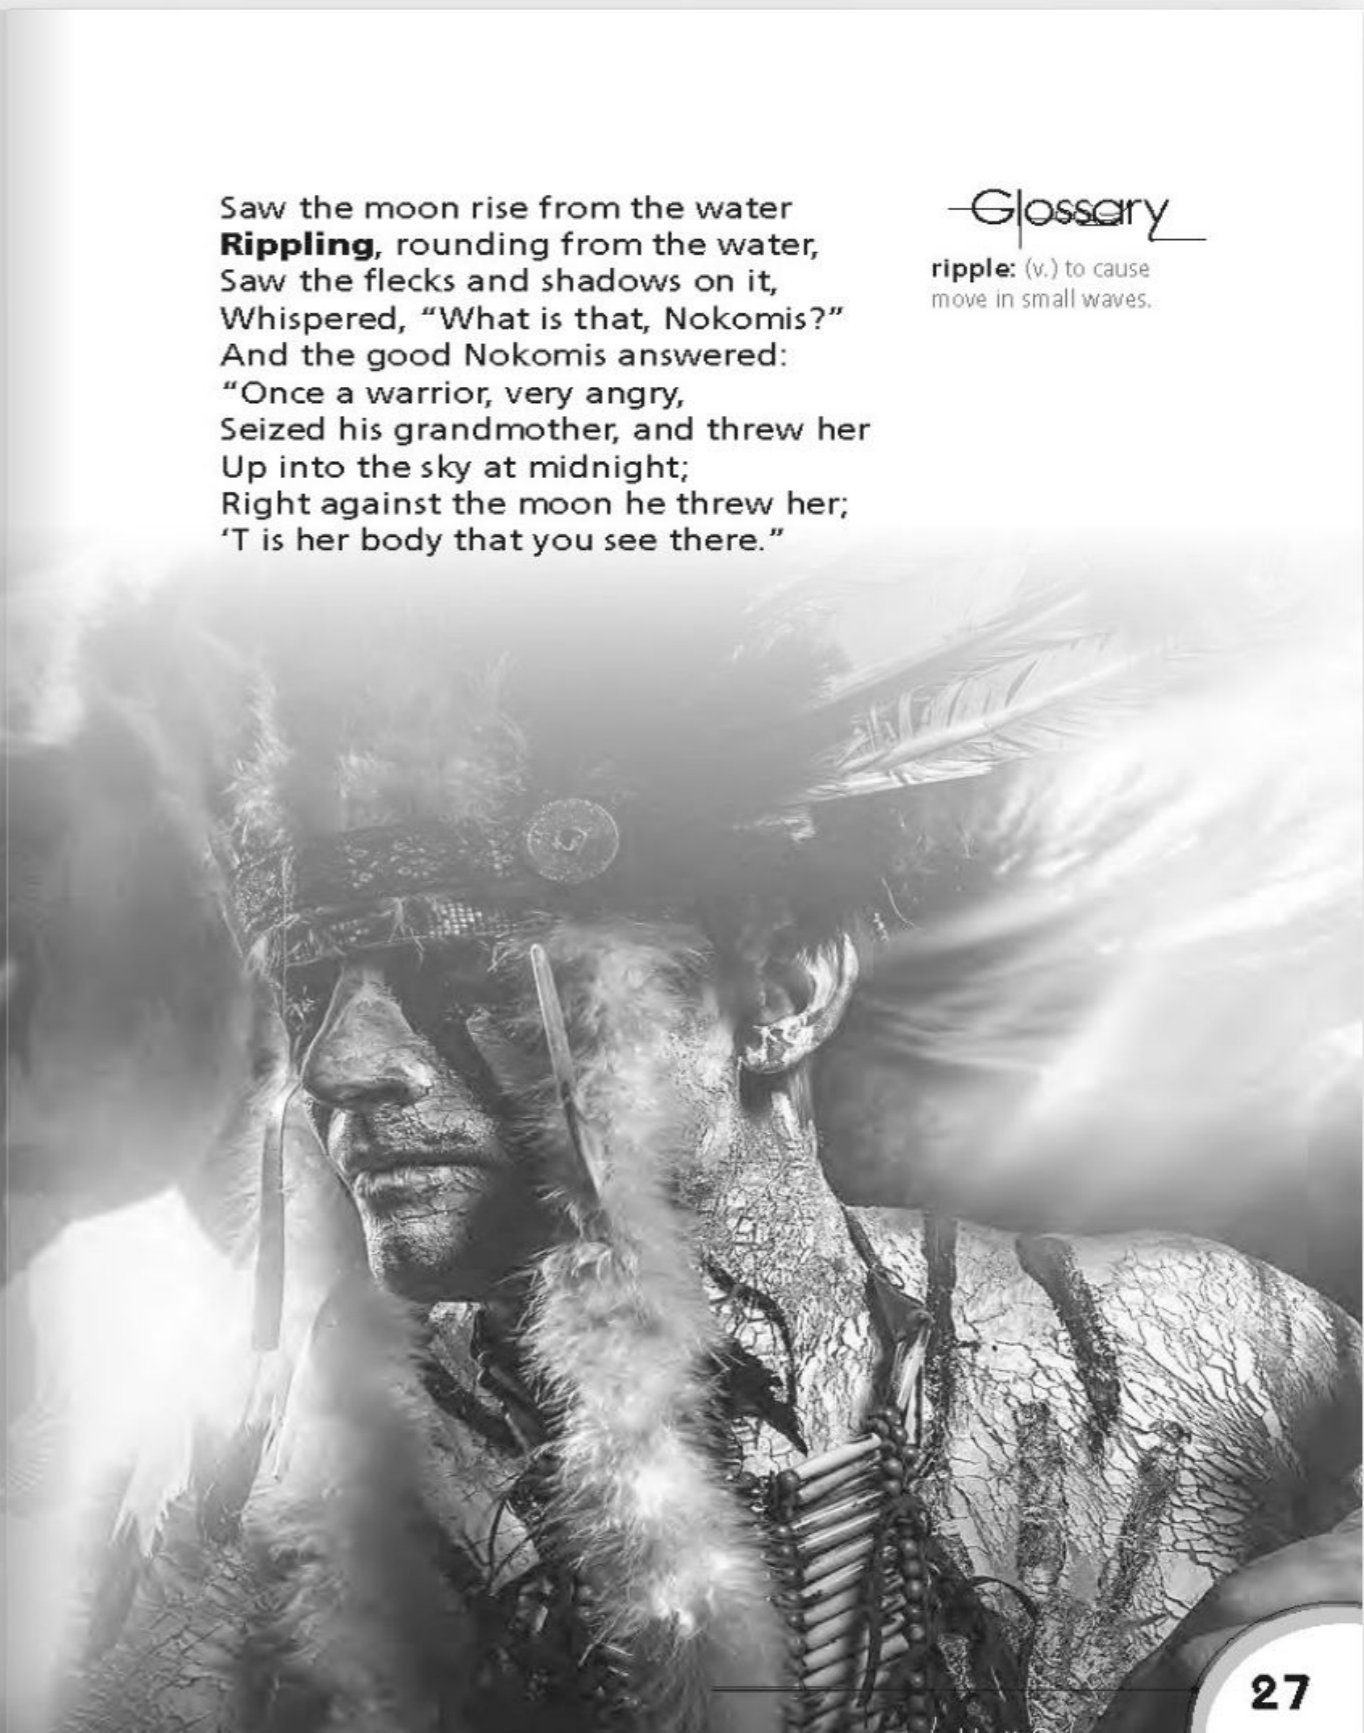 Saw the moon rise from the water
Rippling, rounding from the water,
Saw the flecks and shadows on it,
Whispered, “What is that, Nokomis?”
And the good Nokomis answered:
“Once a warrior, very angry,
Seized his grandmother, and threw her
Up into the sky at midnight;
Right against the moon he threw her;
‘T is her body that you see there.”
Glossary
ripple: (v.) to cause
move in small waves.
27